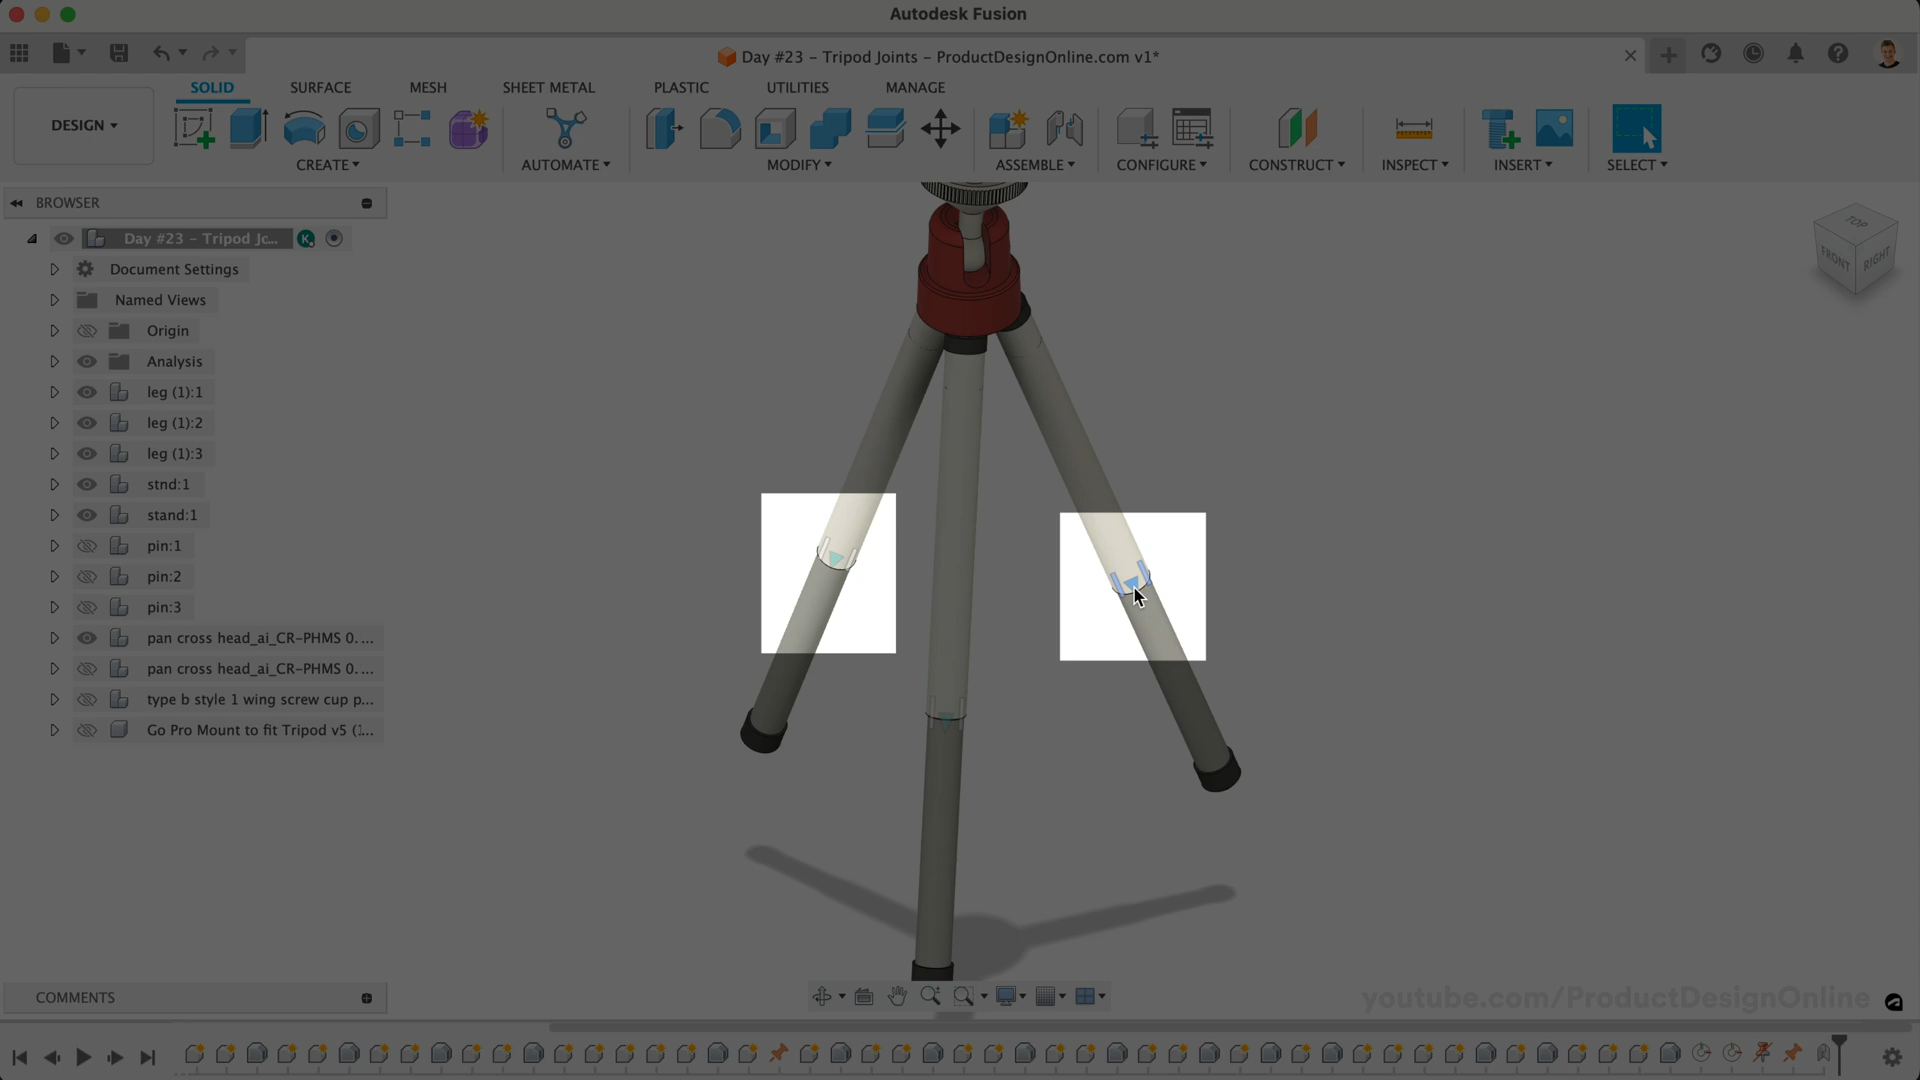 Autodesk Fusion
Day #23 – Tripod Joints – ProductDesignOnline.com v1*
SOLID
SURFACE
MESH
SHEET METAL
PLASTIC
UTILITIES
MANAGE
DESIGN
CREATE
AUTOMATE
MODIFY
ASSEMBLE
CONFIGURE
CONSTRUCT
INSPECT
INSERT
SELECT
BROWSER
Day #23 – Tripod Jc...
K
Document Settings
Named Views
Origin
Analysis
leg (1):1
leg (1):2
leg (1):3
stnd:1
stand:1
pin:1
pin:2
pin:3
pan cross head_ai_CR-PHMS 0. ...
pan cross head_ai_CR-PHMS 0. ...
type b style 1 wing screw cup p...
Go Pro Mount to fit Tripod v5 (1...
TOP
FRONT
RIGHT
COMMENTS
youtube.com/ProductDesignOnline